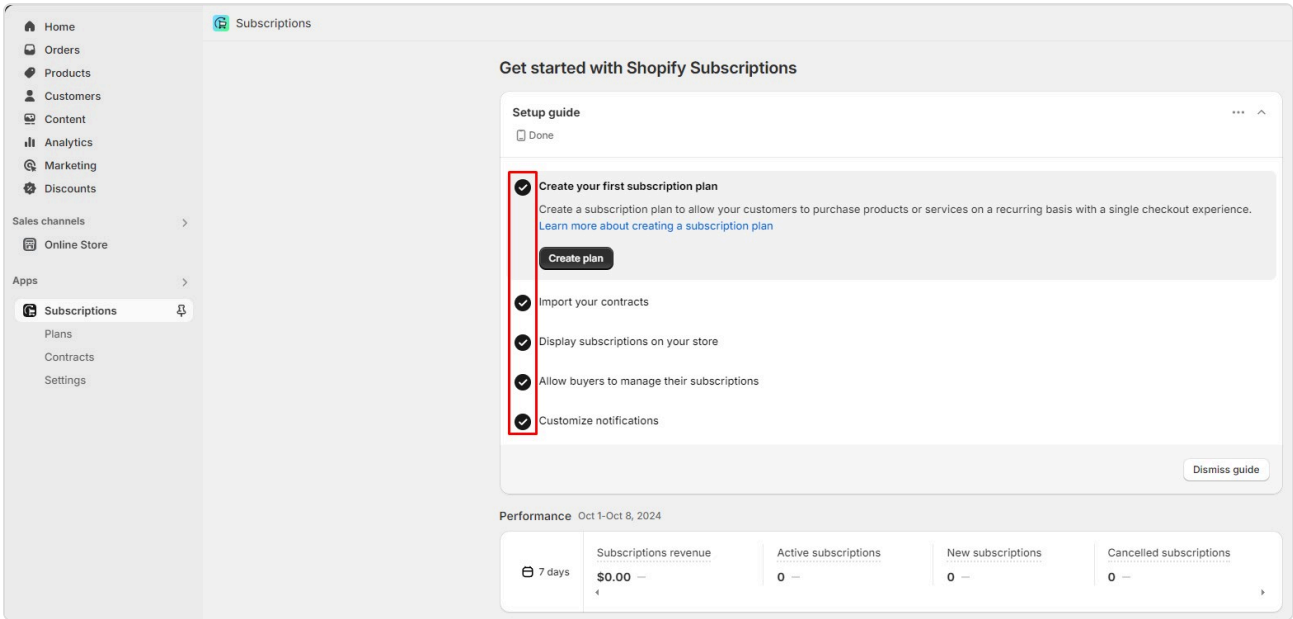 Home
Orders
Products
Customers
Content
Analytics
Marketing
Discounts
Sales channels
Online Store
Apps
Subscriptions
Plans
Contracts
Settings
Subscriptions
Get started with Shopify Subscriptions
Setup guide
Done
Create your first subscription plan
Create a subscription plan to allow your customers to purchase products or services on a recurring basis with a single checkout experience.
Learn more about creating a subscription plan
Create plan
Import your contracts
Display subscriptions on your store
Allow buyers to manage their subscriptions
Customize notifications
Dismiss guide
Performance Oct 1-Oct 8, 2024
7 days
Subscriptions revenue
$0.00 —
Active subscriptions
0 —
New subscriptions
0 —
Cancelled subscriptions
0 —